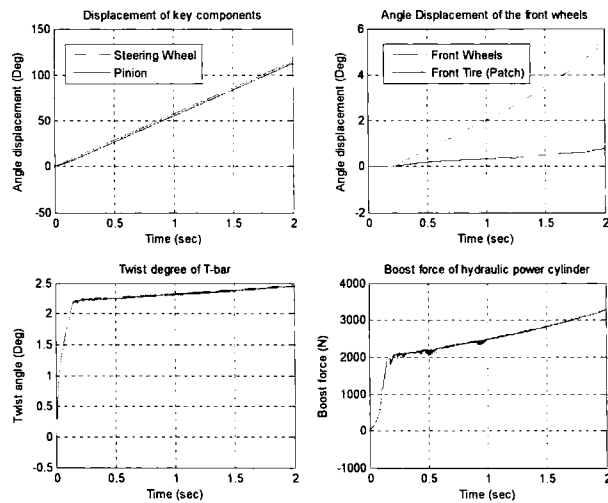 Displacement of key components
150
100
50
0
-50
0
0.5
1
1.5
2
Angle displacement (Deg)
Time (sec)
Steering Wheel
Pinion
Angle Displacement of the front wheels
6
4
2
0
-2
0
0.5
1
1.5
2
Angle displacement (Deg)
Time (sec)
Front Wheels
Front Tire (Patch)
Twist degree of T-bar
2.5
2
1.5
1
0.5
0
-0.5
0
0.5
1
1.5
2
Twist angle (Deg)
Time (sec)
Boost force of hydraulic power cylinder
4000
3000
2000
1000
0
-1000
0
0.5
1
1.5
2
Boost force (N)
Time (sec)